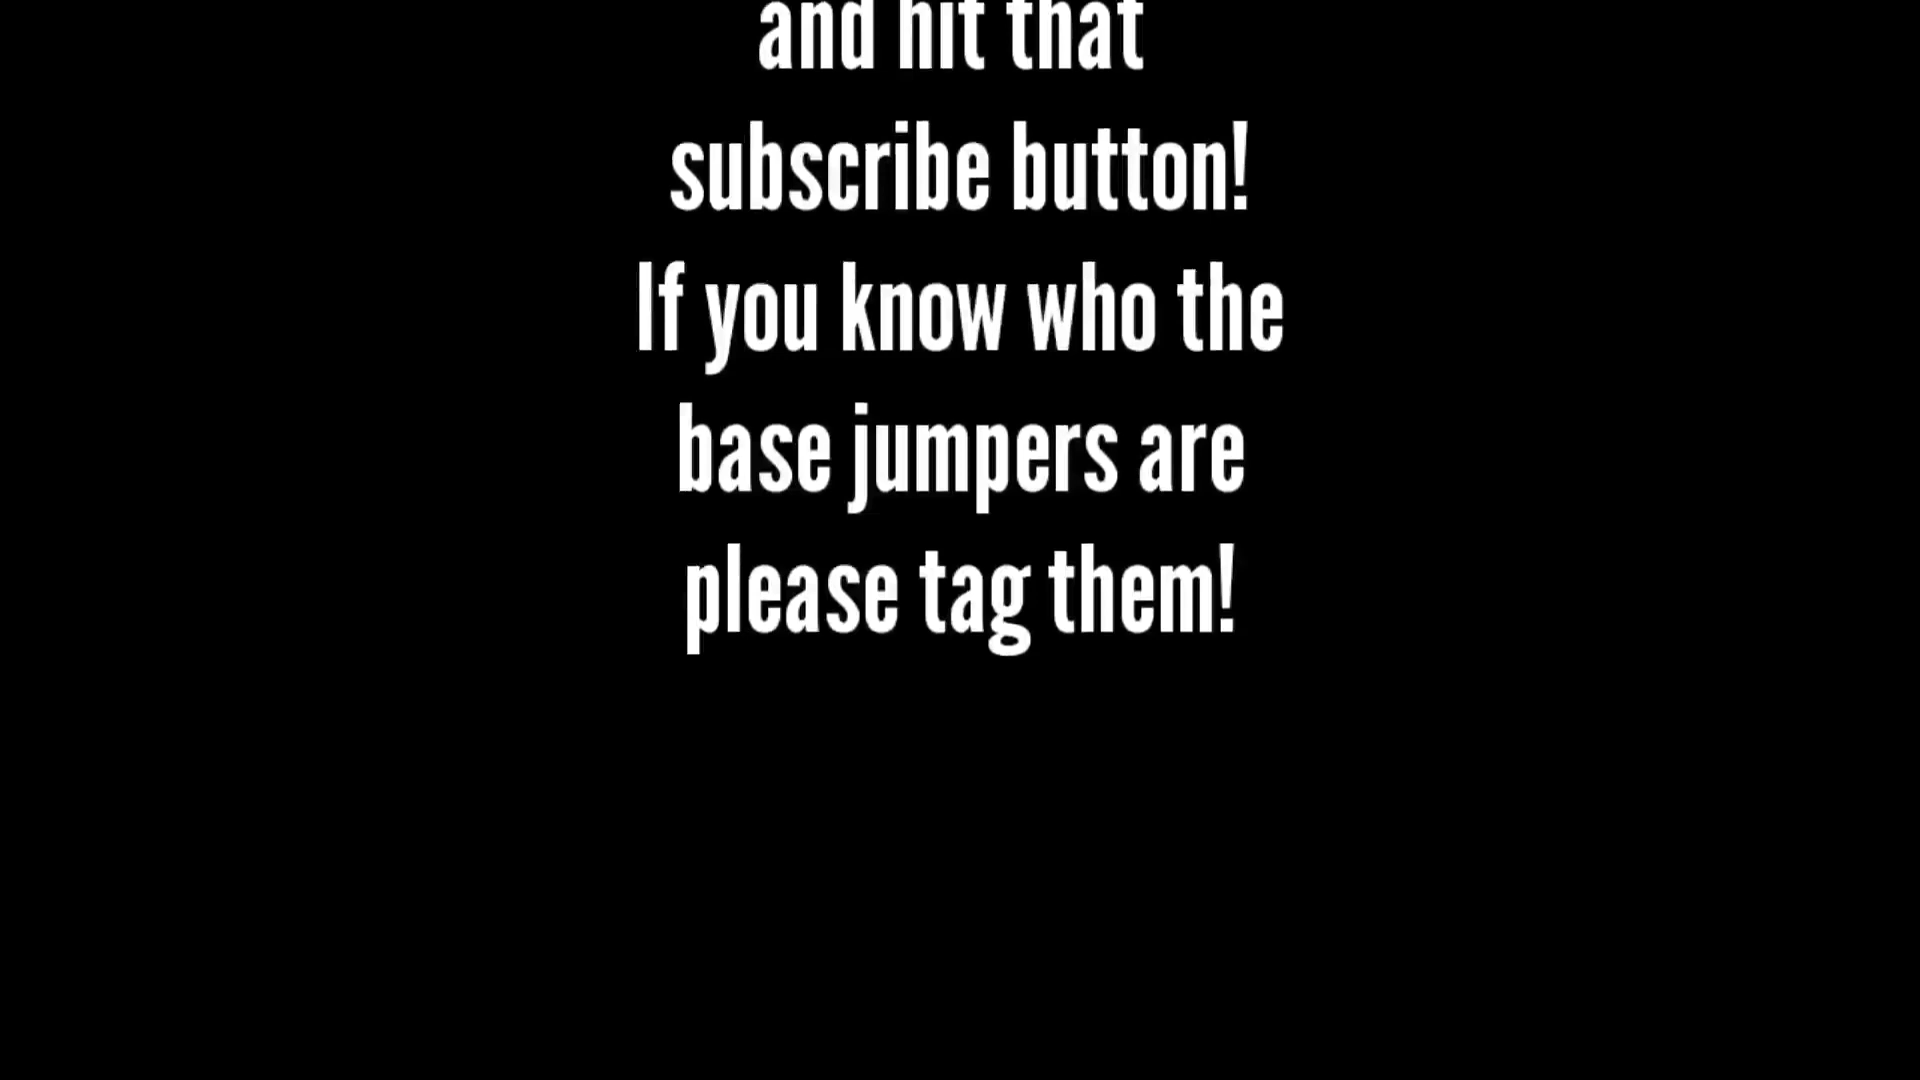 and hit that
subscribe button!
If you know who the
base jumpers are
please tag them!